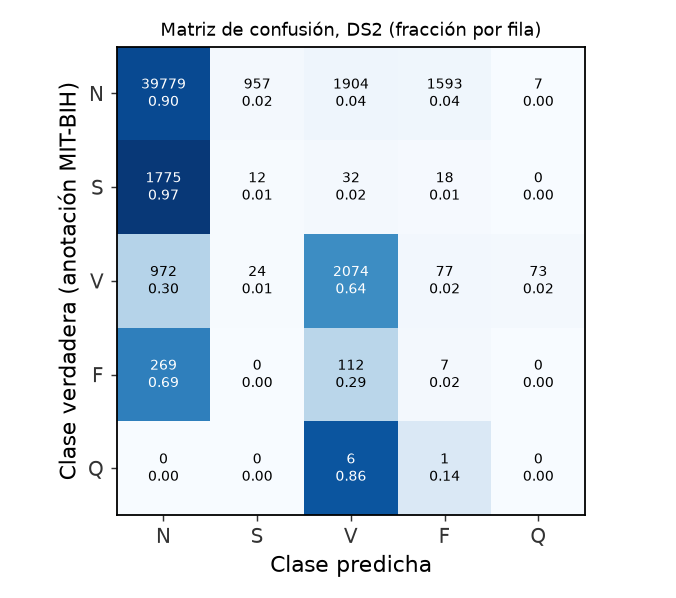 Matriz de confusión, DS2 (fracción por fila)
Clase verdadera (anotación MIT-BIH)
N
39779 957 1904 1593 7
0.90 0.02 0.04 0.04 0.00
S
1775 12 32 18 0
0.97 0.01 0.02 0.01 0.00
V
972 24 2074 77 73
0.30 0.01 0.64 0.02 0.02
F
269 0 112 7 0
0.69 0.00 0.29 0.02 0.00
Q
0 0 6 1 0
0.00 0.00 0.86 0.14 0.00
N S V F Q
Clase predicha